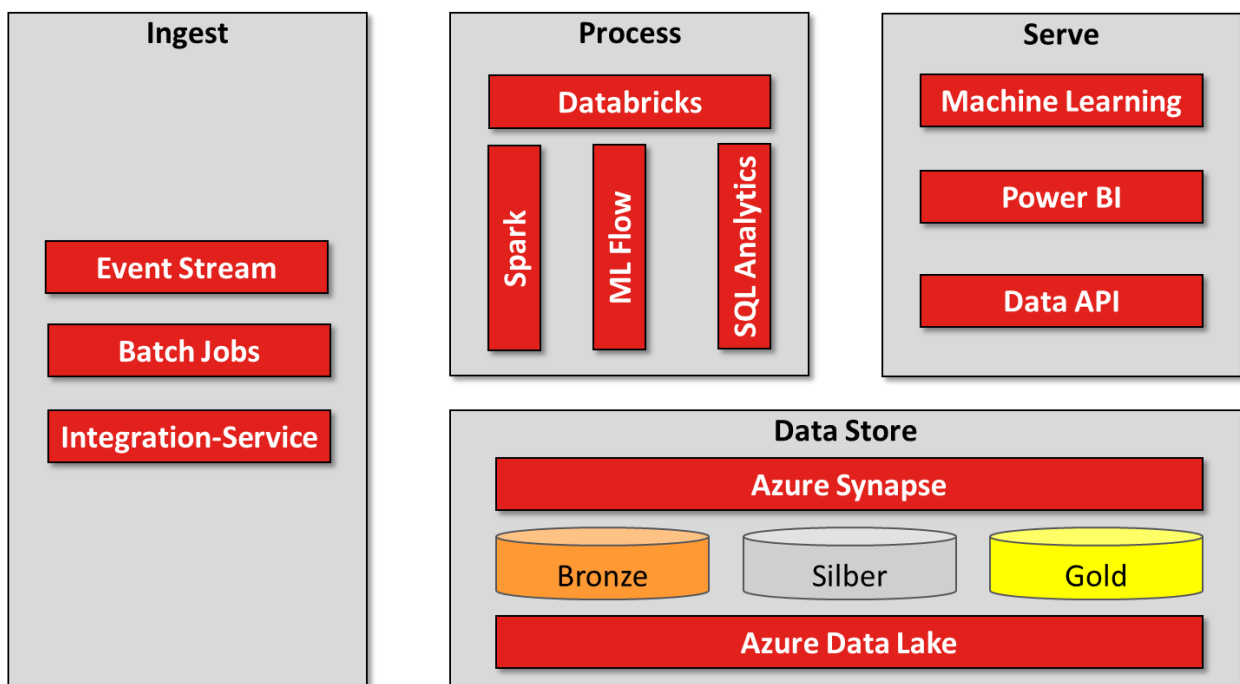 Ingest
Event Stream
Batch Jobs
Integration-Service
Process
Databricks
Spark
ML Flow
SQL Analytics
Serve
Machine Learning
Power BI
Data API
Data Store
Azure Synapse
Bronze
Silber
Gold
Azure Data Lake